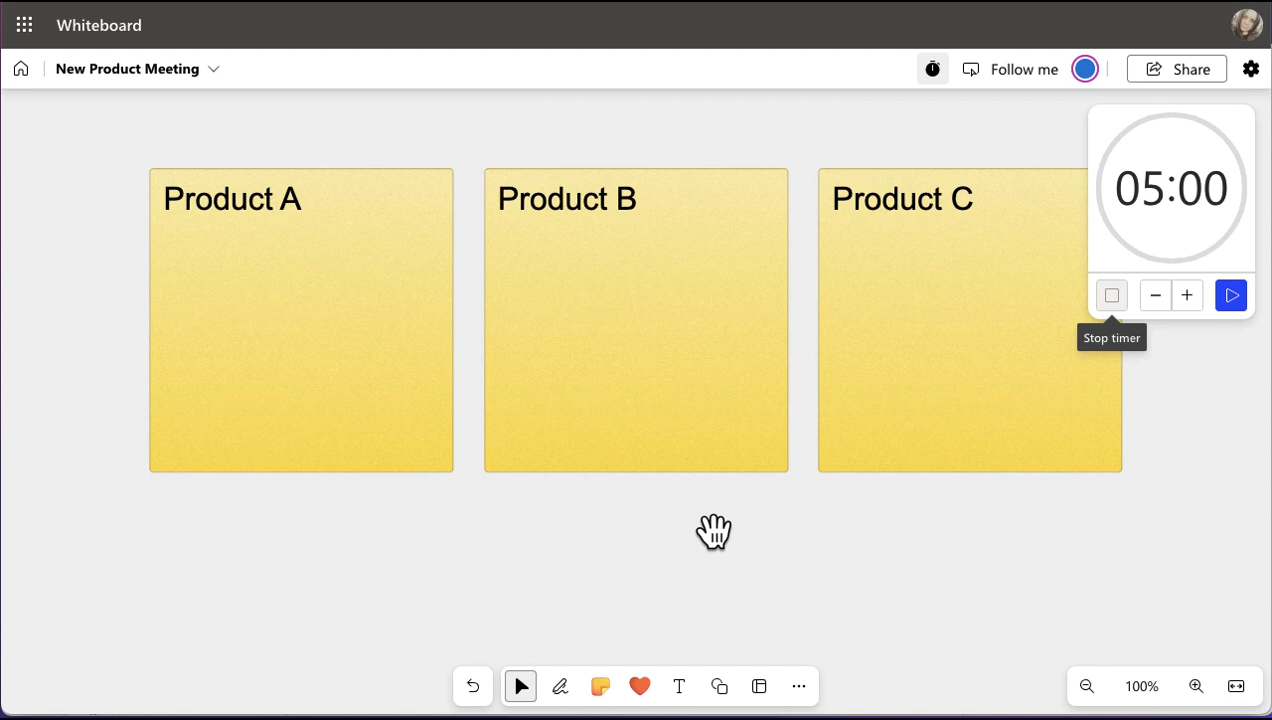 Whiteboard
New Product Meeting
Follow me
Share
Product A
Product B
Product C
05:00
Stop timer
T
100%